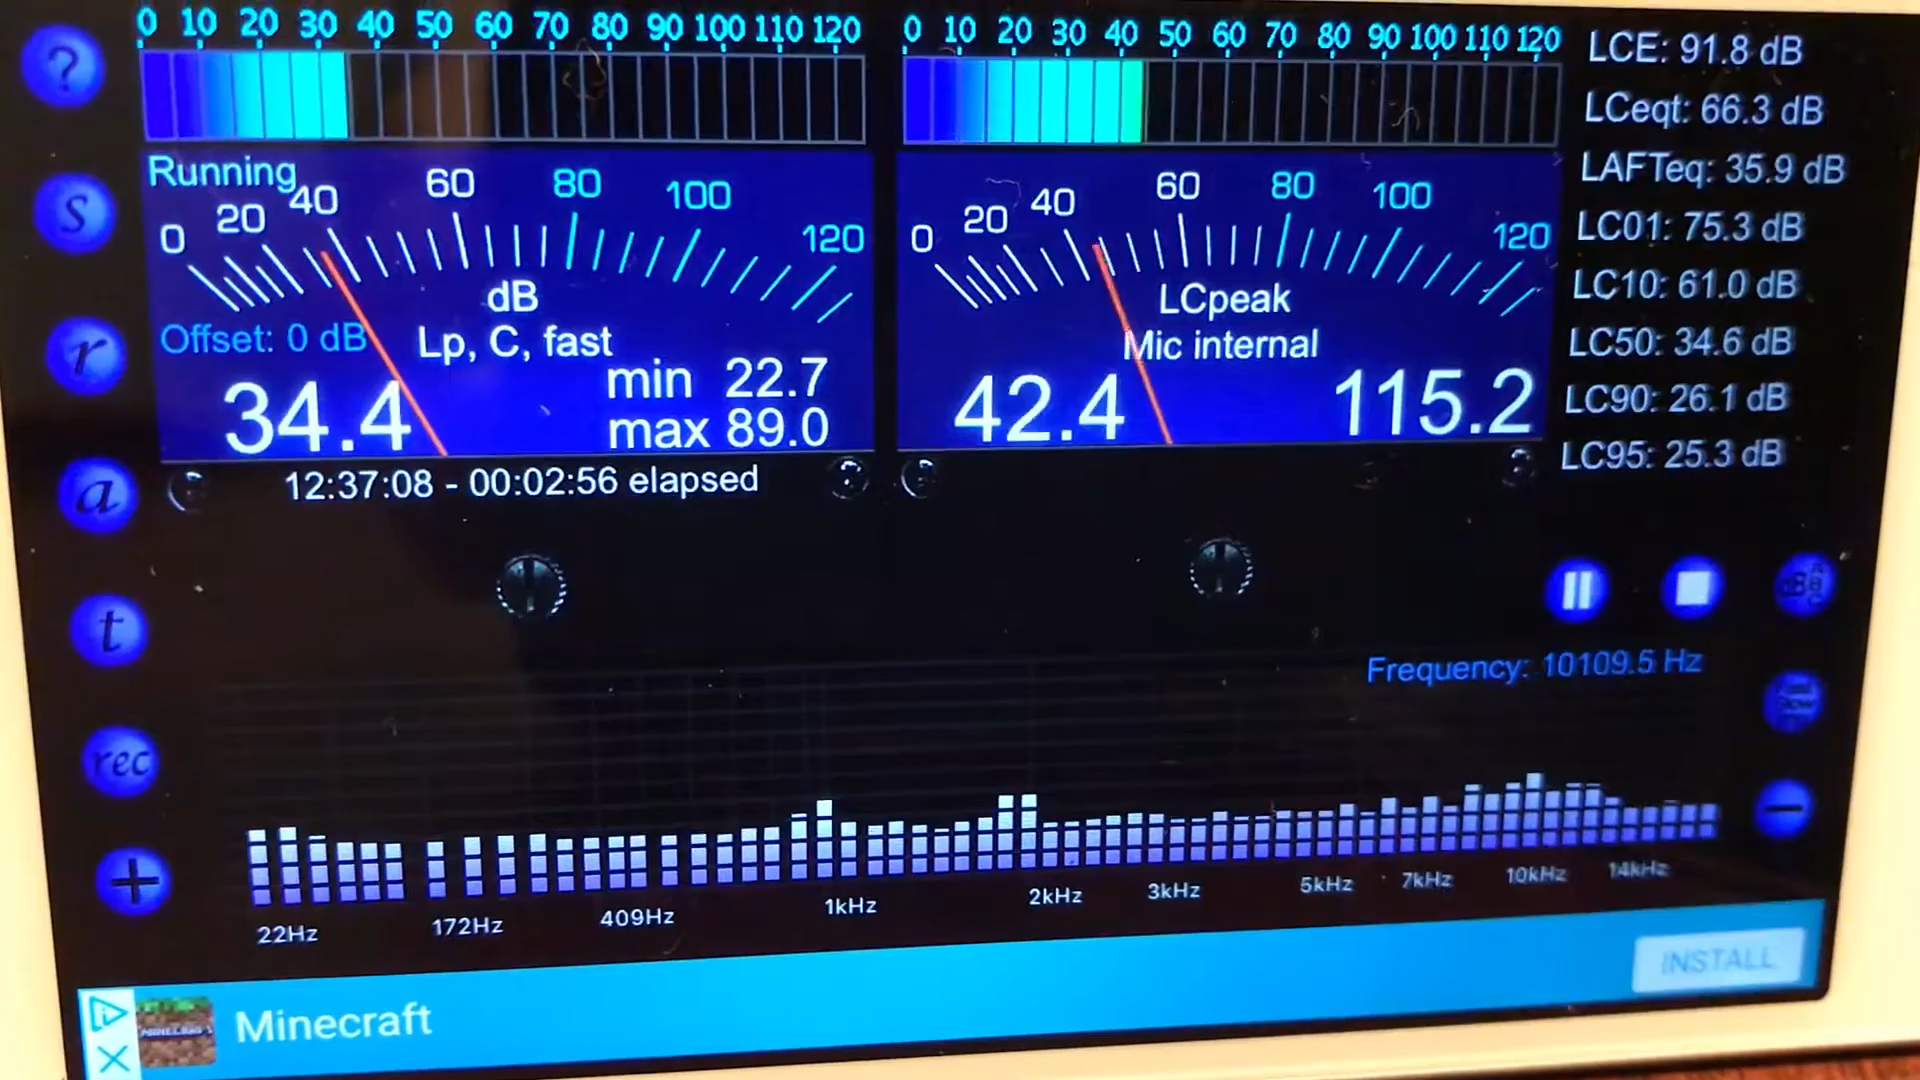 0 10 20 30 40 50 60 70 80 90 100 110 120
0 10 20 30 40 50 60 70 80 90 100 110 120
LCE: 91.8 dB
LCeqt: 66.3 dB
LAFTeq: 35.9 dB
LC01: 75.3 dB
LC10: 61.0 dB
LC50: 34.6 dB
LC90: 26.1 dB
LC95: 25.3 dB
?
s
r
a
t
rec
+
Running
0 20 40 60 80 100 120
dB
Offset: 0 dB
Lp, C, fast
min 22.7
max 89.0
34.4
12:37:08 - 00:02:56 elapsed
0 20 40 60 80 100 120
LCpeak
Mic internal
42.4
115.2
Frequency: 10109.5 Hz
22Hz 172Hz 409Hz 1kHz 2kHz 3kHz 5kHz 7kHz 10kHz 14kHz
Minecraft
INSTALL